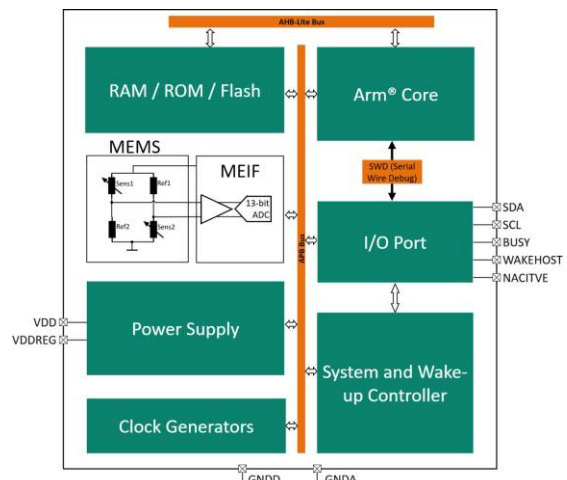 AHB-Lite Bus
RAM / ROM / Flash
Arm® Core
MEMS
MEIF
Sens1
Ref1
Ref2
Sens2
13-bit
ADC
APB Bus
SWD (Serial
Wire Debug)
I/O Port
SDA
SCL
BUSY
WAKEHOST
NACITVE
VDD
VDDREG
Power Supply
System and Wake-
up Controller
Clock Generators
GNDD
GNDA